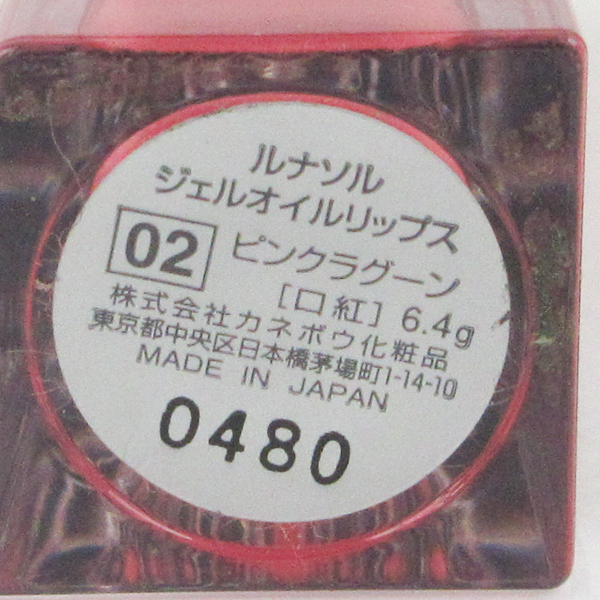 ルナソル
ジェルオイルリップス
02 ピンクラグーン
[口紅] 6.4g
株式会社カネボウ化粧品
東京都中央区日本橋茅場町1-14-10
MADE IN JAPAN
0480